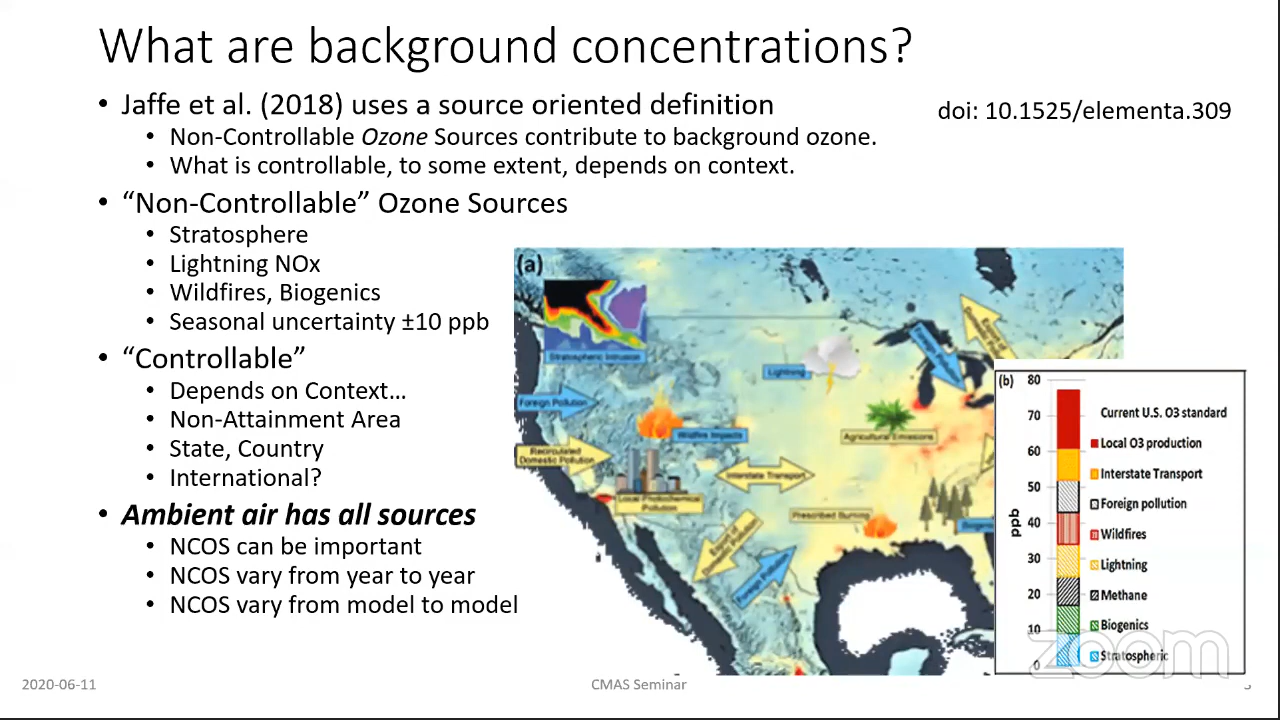 What are background concentrations?
• Jaffe et al. (2018) uses a source oriented definition
doi: 10.1525/elementa.309
• Non-Controllable Ozone Sources contribute to background ozone.
• What is controllable, to some extent, depends on context.
• “Non-Controllable” Ozone Sources
• Stratosphere
• Lightning NOx
• Wildfires, Biogenics
• Seasonal uncertainty ±10 ppb
• “Controllable”
• Depends on Context…
• Non-Attainment Area
• State, Country
• International?
• Ambient air has all sources
• NCOS can be important
• NCOS vary from year to year
• NCOS vary from model to model
(a)
Stratospheric Intrusion
Lightning
Foreign Pollution
Wildfire Impacts
Agricultural Emissions
Recirculated
Domestic Pollution
Interstate Transport
Local Photochemical
Pollution
Prescribed Burning
Foreign Pollution
(b)
80
70
60
50
40
30
20
10
0
ppb
Current U.S. O3 standard
Local O3 production
Interstate Transport
Foreign pollution
Wildfires
Lightning
Methane
Biogenics
Stratospheric
zoom
2020-06-11
CMAS Seminar